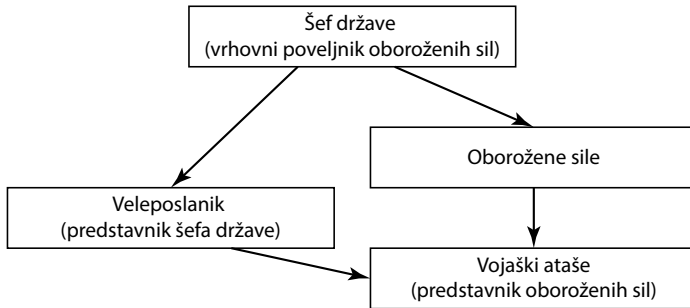 Šef države
(vrhovni poveljnik oboroženih sil)
Oborožene sile
Veleposlanik
(predstavnik šefa države)
Vojaški ataše
(predstavnik oboroženih sil)